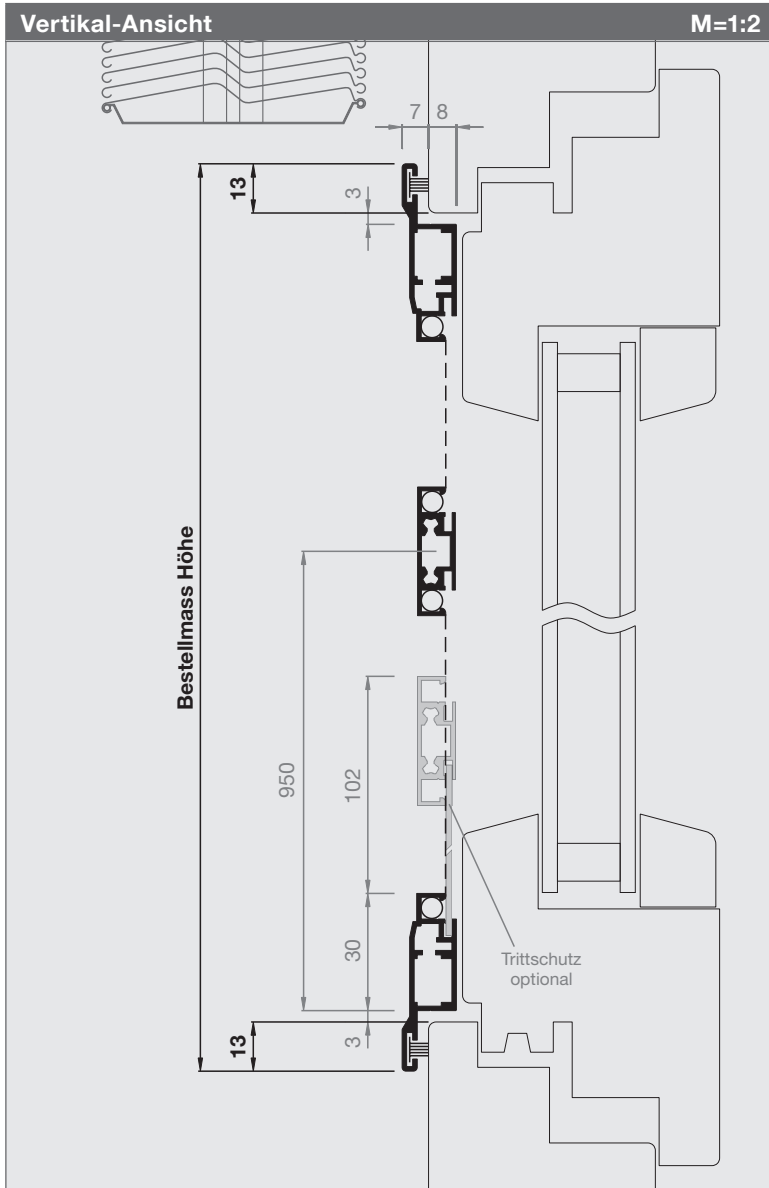 Vertikal-Ansicht M=1:2
7 8
13
3
Bestellmass Höhe
950
102
30
Trittschutz
optional
13
3